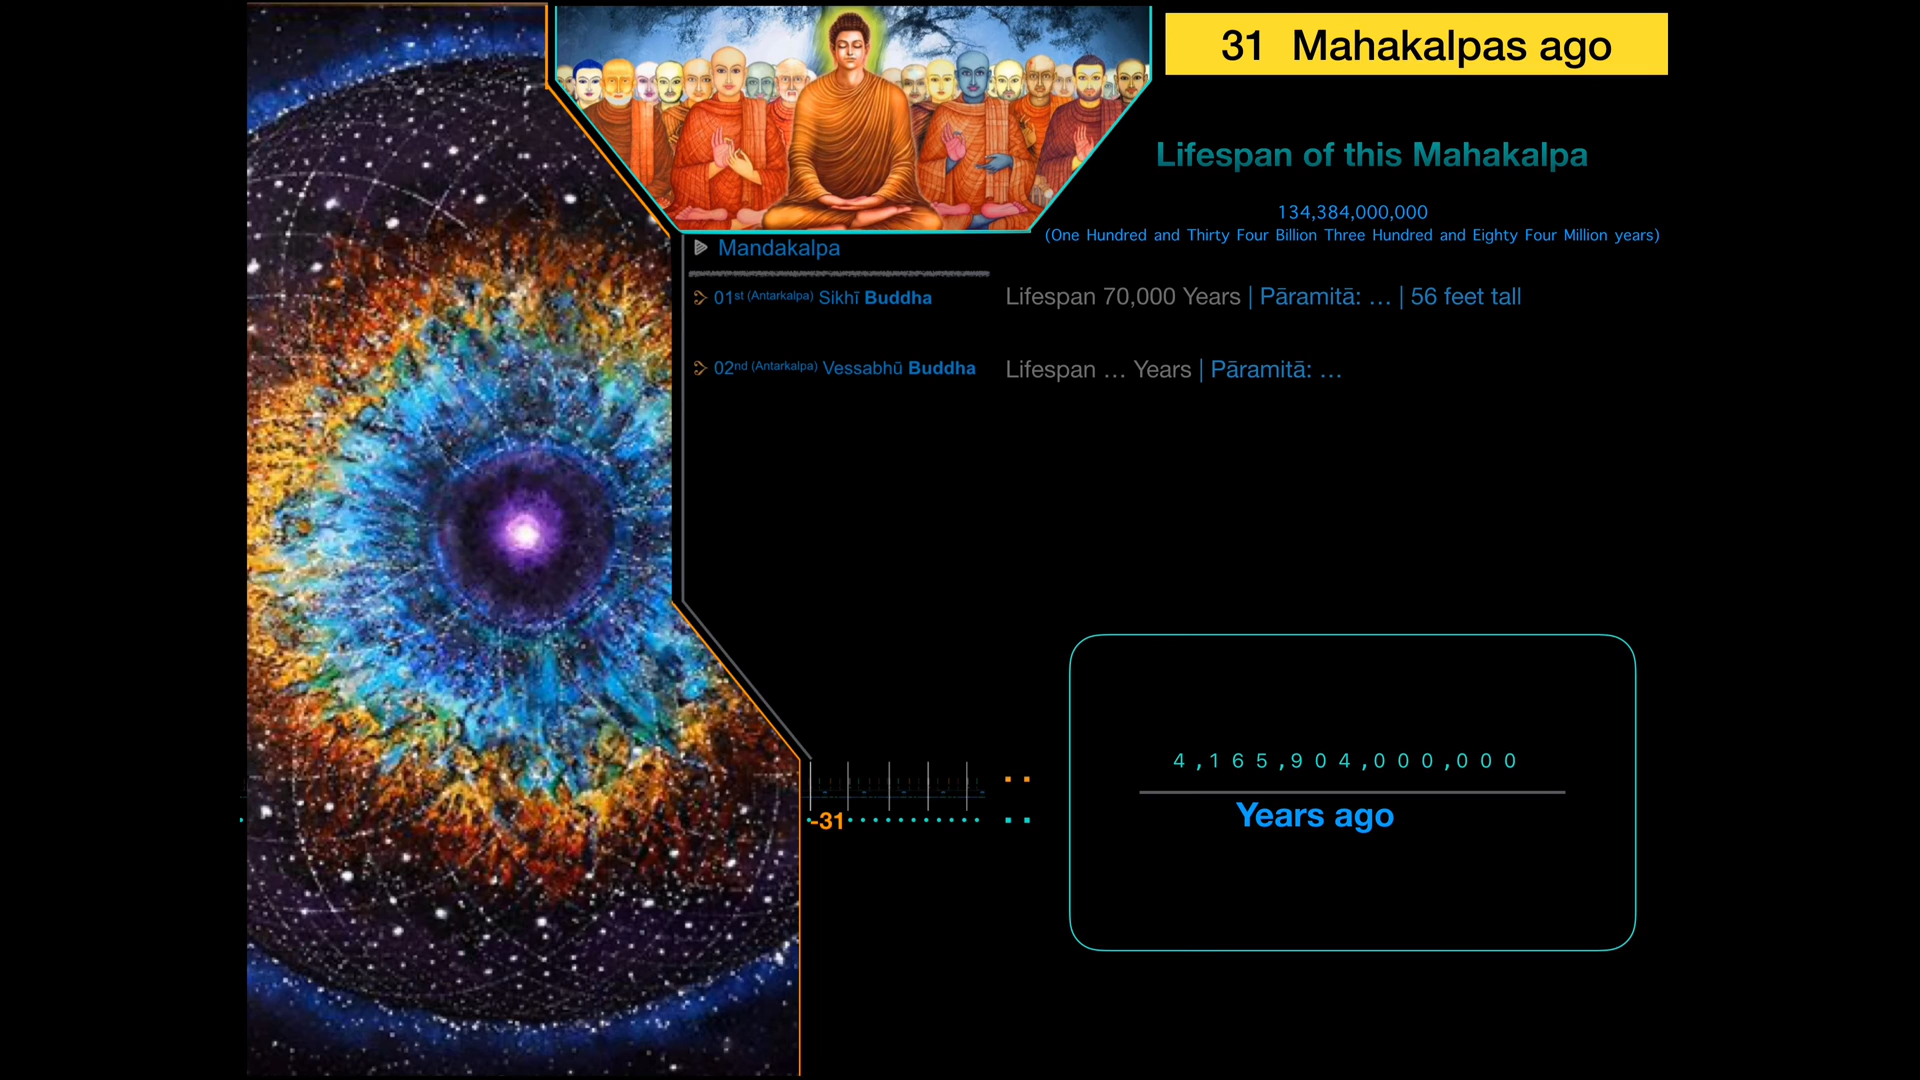 31 Mahakalpas ago
Lifespan of this Mahakalpa
134,384,000,000
(One Hundred and Thirty Four Billion Three Hundred and Eighty Four Million years)
Mandakalpa
01st (Antarkalpa) Sikhī Buddha Lifespan 70,000 Years | Pāramitā: … | 56 feet tall
02nd (Antarkalpa) Vessabhū Buddha Lifespan … Years | Pāramitā: …
4,165,904,000,000
Years ago
-31